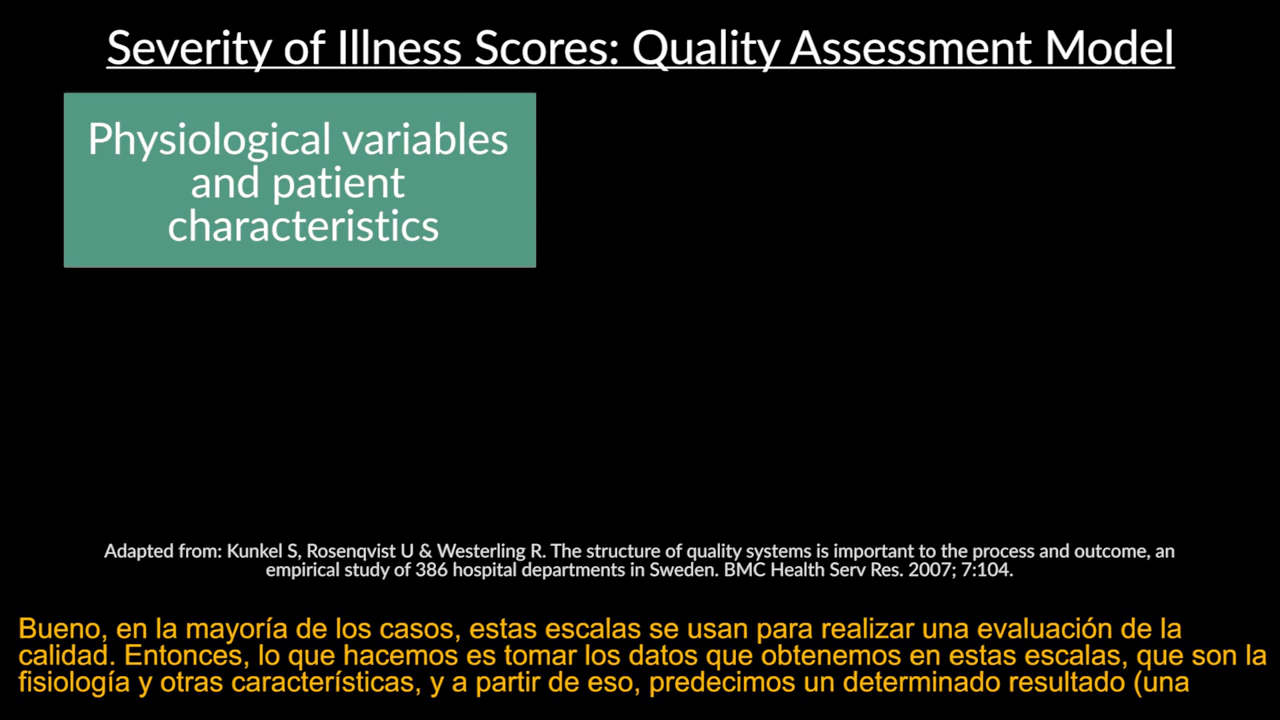 Severity of Illness Scores: Quality Assessment Model
Physiological variables
and patient
characteristics
Adapted from: Kunkel S, Rosenqvist U & Westerling R. The structure of quality systems is important to the process and outcome, an
empirical study of 386 hospital departments in Sweden. BMC Health Serv Res. 2007; 7:104.
Bueno, en la mayoría de los casos, estas escalas se usan para realizar una evaluación de la
calidad. Entonces, lo que hacemos es tomar los datos que obtenemos en estas escalas, que son la
fisiología y otras características, y a partir de eso, predecimos un determinado resultado (una